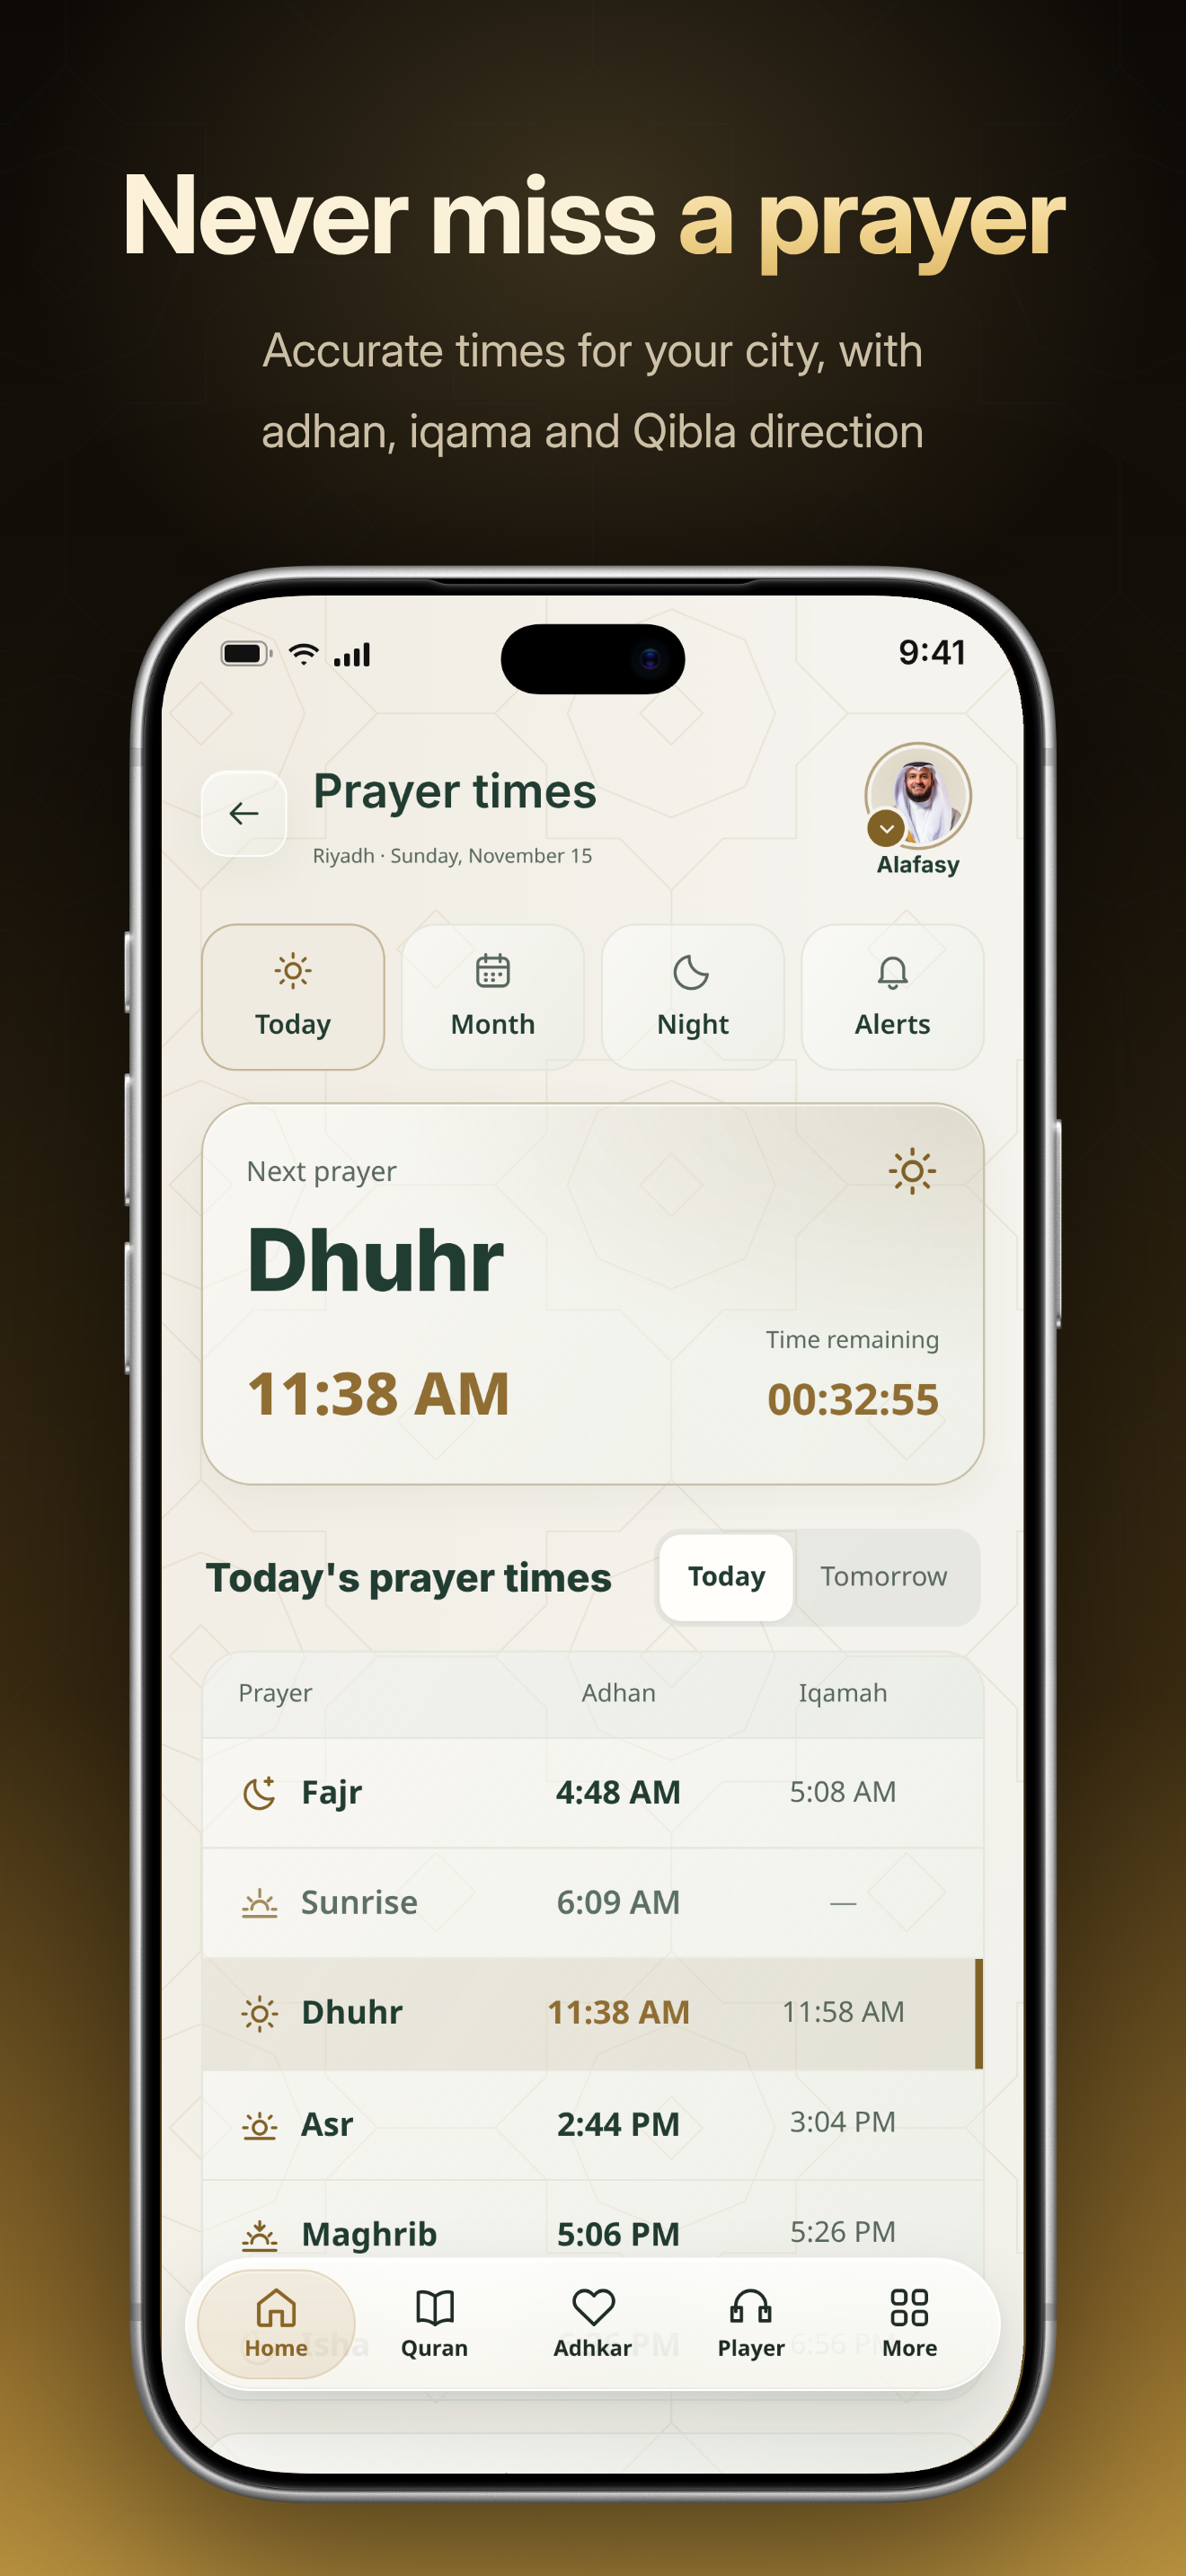 Never miss a prayer
Accurate times for your city, with
adhan, iqama and Qibla direction
9:41
Prayer times
Riyadh · Sunday, November 15
Alafasy
Today
Month
Night
Alerts
Next prayer
Dhuhr
11:38 AM
Time remaining
00:32:55
Today's prayer times
Today
Tomorrow
Prayer Adhan Iqamah
Fajr 4:48 AM 5:08 AM
Sunrise 6:09 AM —
Dhuhr 11:38 AM 11:58 AM
Asr 2:44 PM 3:04 PM
Maghrib 5:06 PM 5:26 PM
Isha 6:56 PM
Home
Quran
Adhkar
Player
More